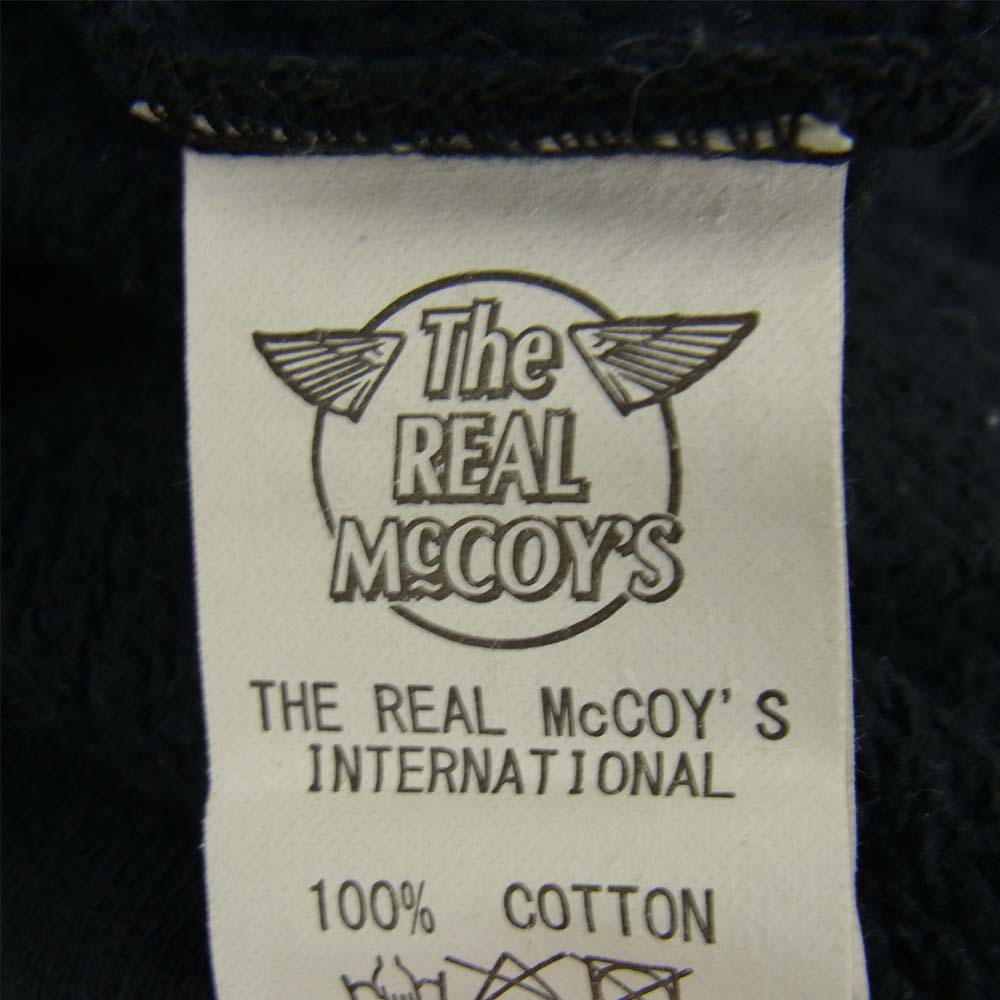 The
REAL
McCOY'S
THE REAL McCOY'S
INTERNATIONAL
100% COTTON